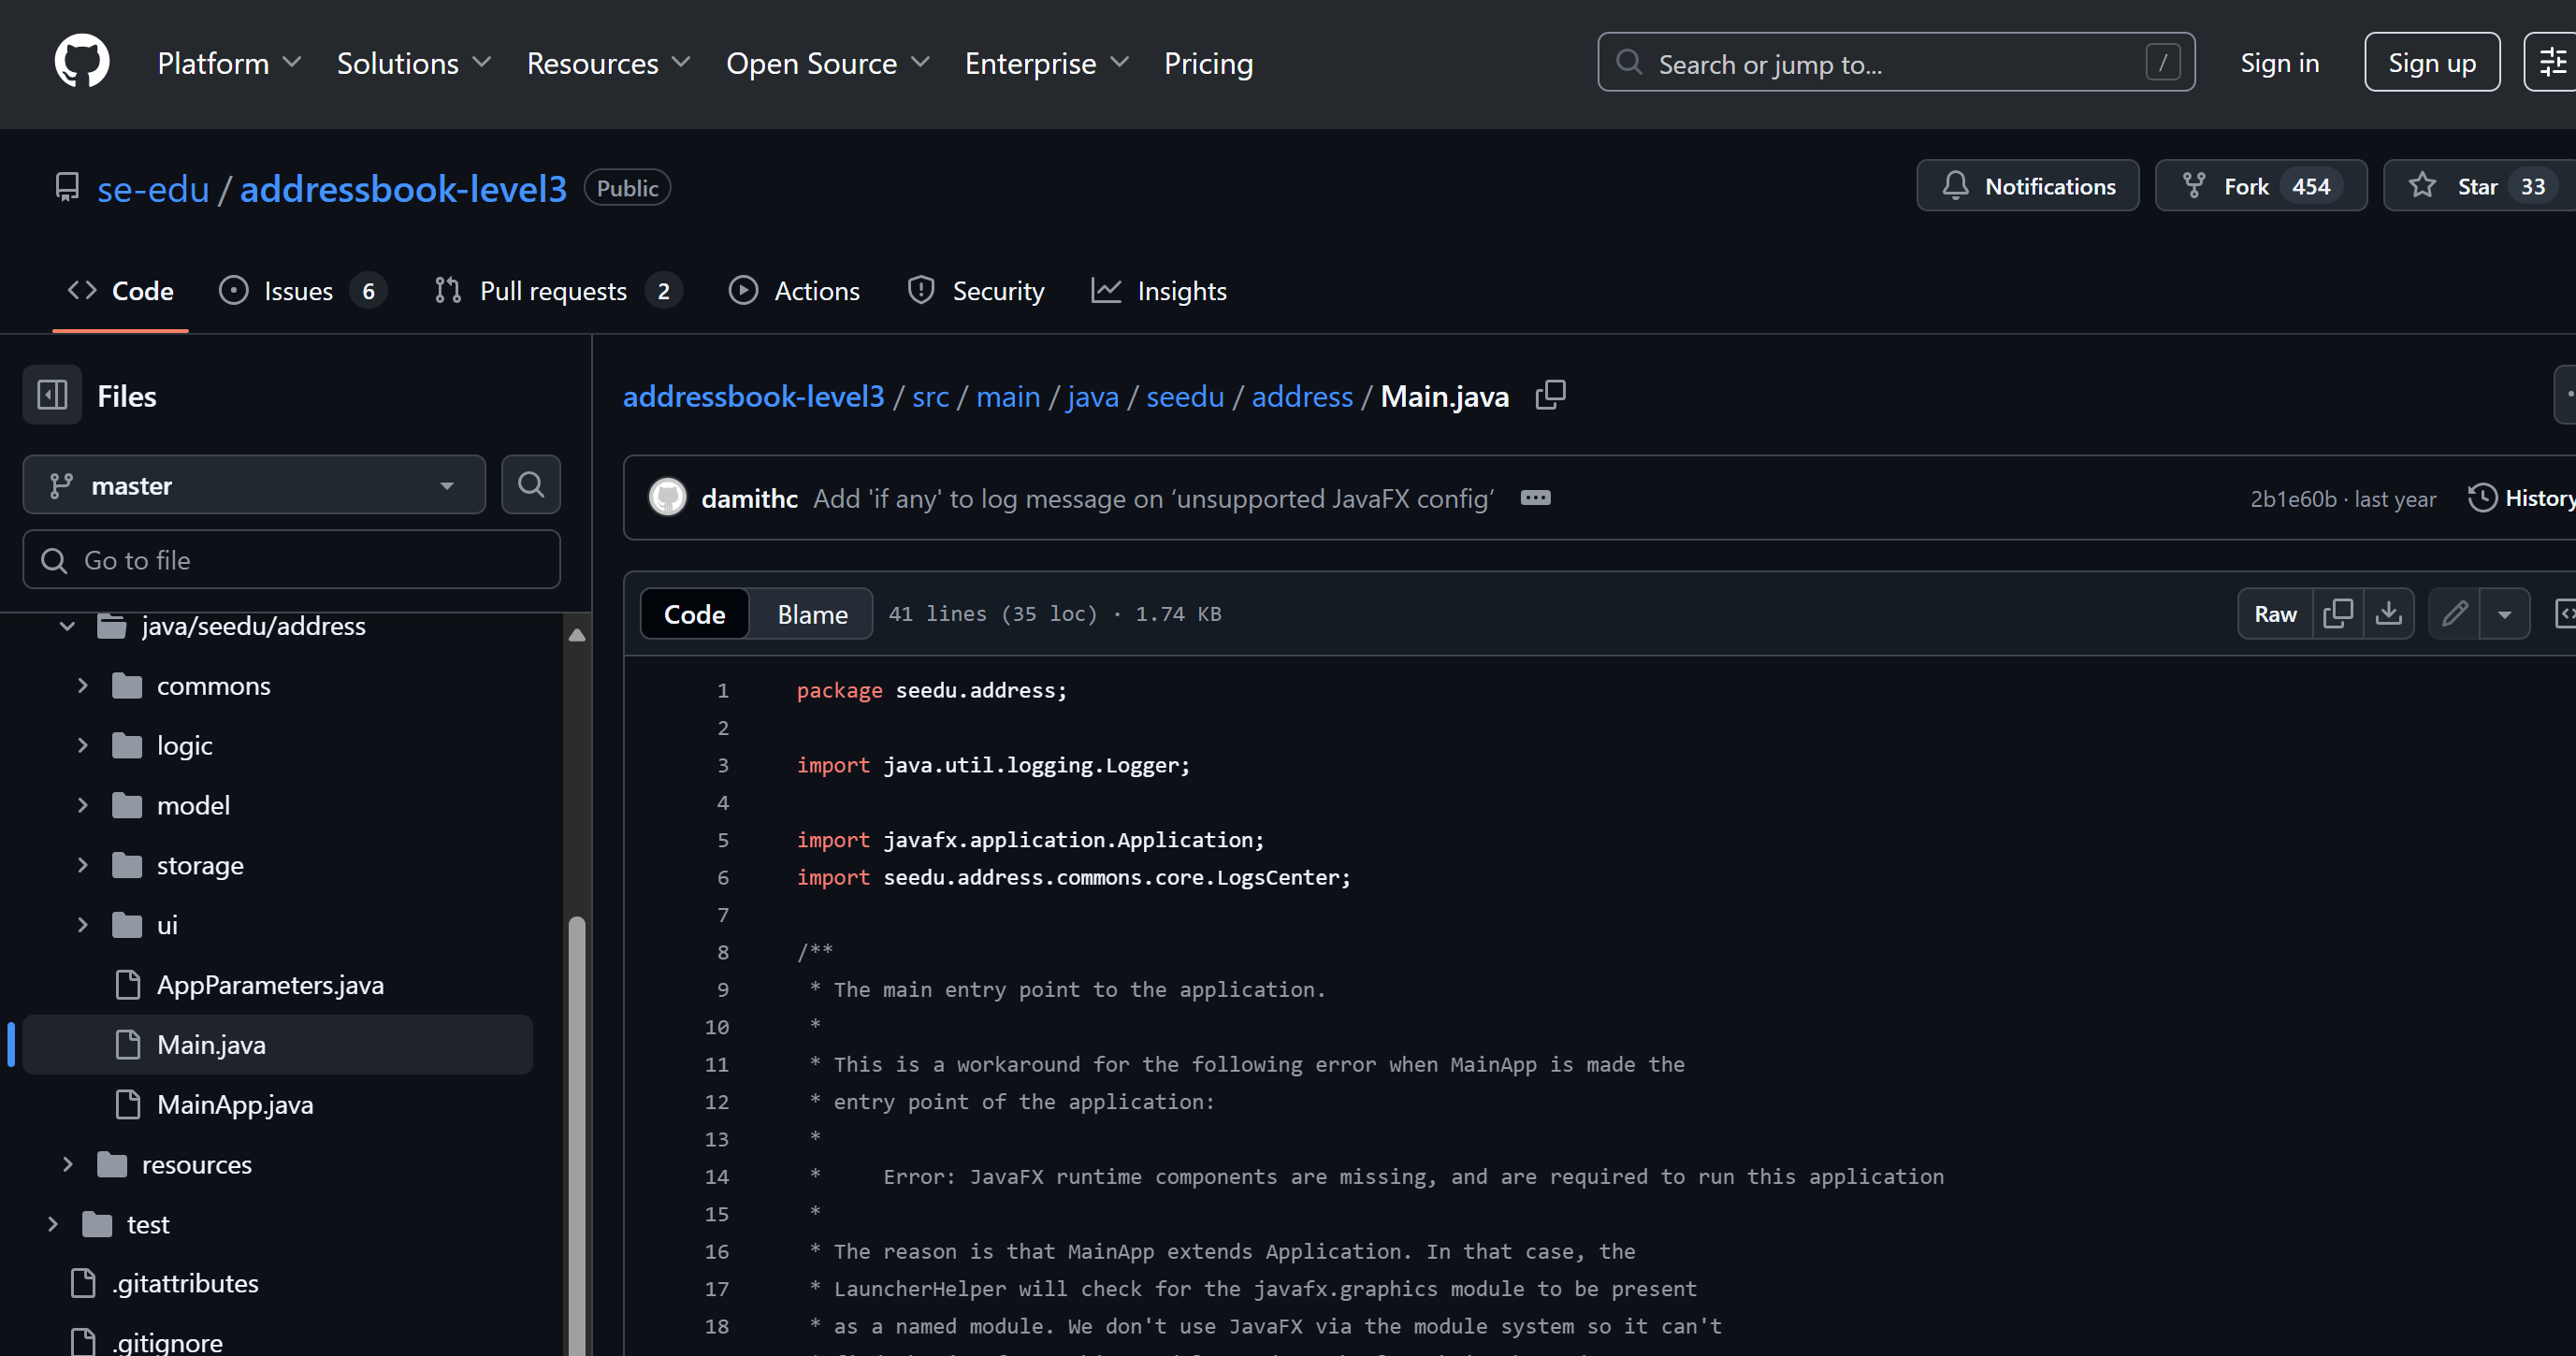 Platform Solutions Resources Open Source Enterprise Pricing Search or jump to... / Sign in Sign up
se-edu / addressbook-level3 Public Notifications Fork 454 Star 33
Code Issues 6 Pull requests 2 Actions Security Insights
Files
master
Go to file
java/seedu/address
commons
logic
model
storage
ui
AppParameters.java
Main.java
MainApp.java
resources
test
.gitattributes
.gitignore
addressbook-level3 / src / main / java / seedu / address / Main.java
damithc Add 'if any' to log message on ‘unsupported JavaFX config’ 2b1e60b · last year History
Code Blame 41 lines (35 loc) · 1.74 KB Raw
1 package seedu.address;
2
3 import java.util.logging.Logger;
4
5 import javafx.application.Application;
6 import seedu.address.commons.core.LogsCenter;
7
8 /**
9 * The main entry point to the application.
10 *
11 * This is a workaround for the following error when MainApp is made the
12 * entry point of the application:
13 *
14 *     Error: JavaFX runtime components are missing, and are required to run this application
15 *
16 * The reason is that MainApp extends Application. In that case, the
17 * LauncherHelper will check for the javafx.graphics module to be present
18 * as a named module. We don't use JavaFX via the module system so it can't